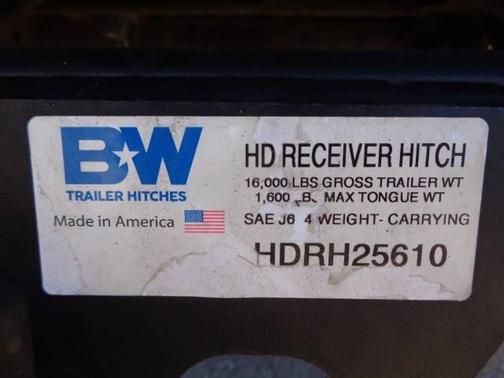 B★W
TRAILER HITCHES
Made in America
HD RECEIVER HITCH
16,000 LBS GROSS TRAILER WT
1,600 MAX TONGUE WT
SAE 4 WEIGHT- CARRYING
HDRH25610